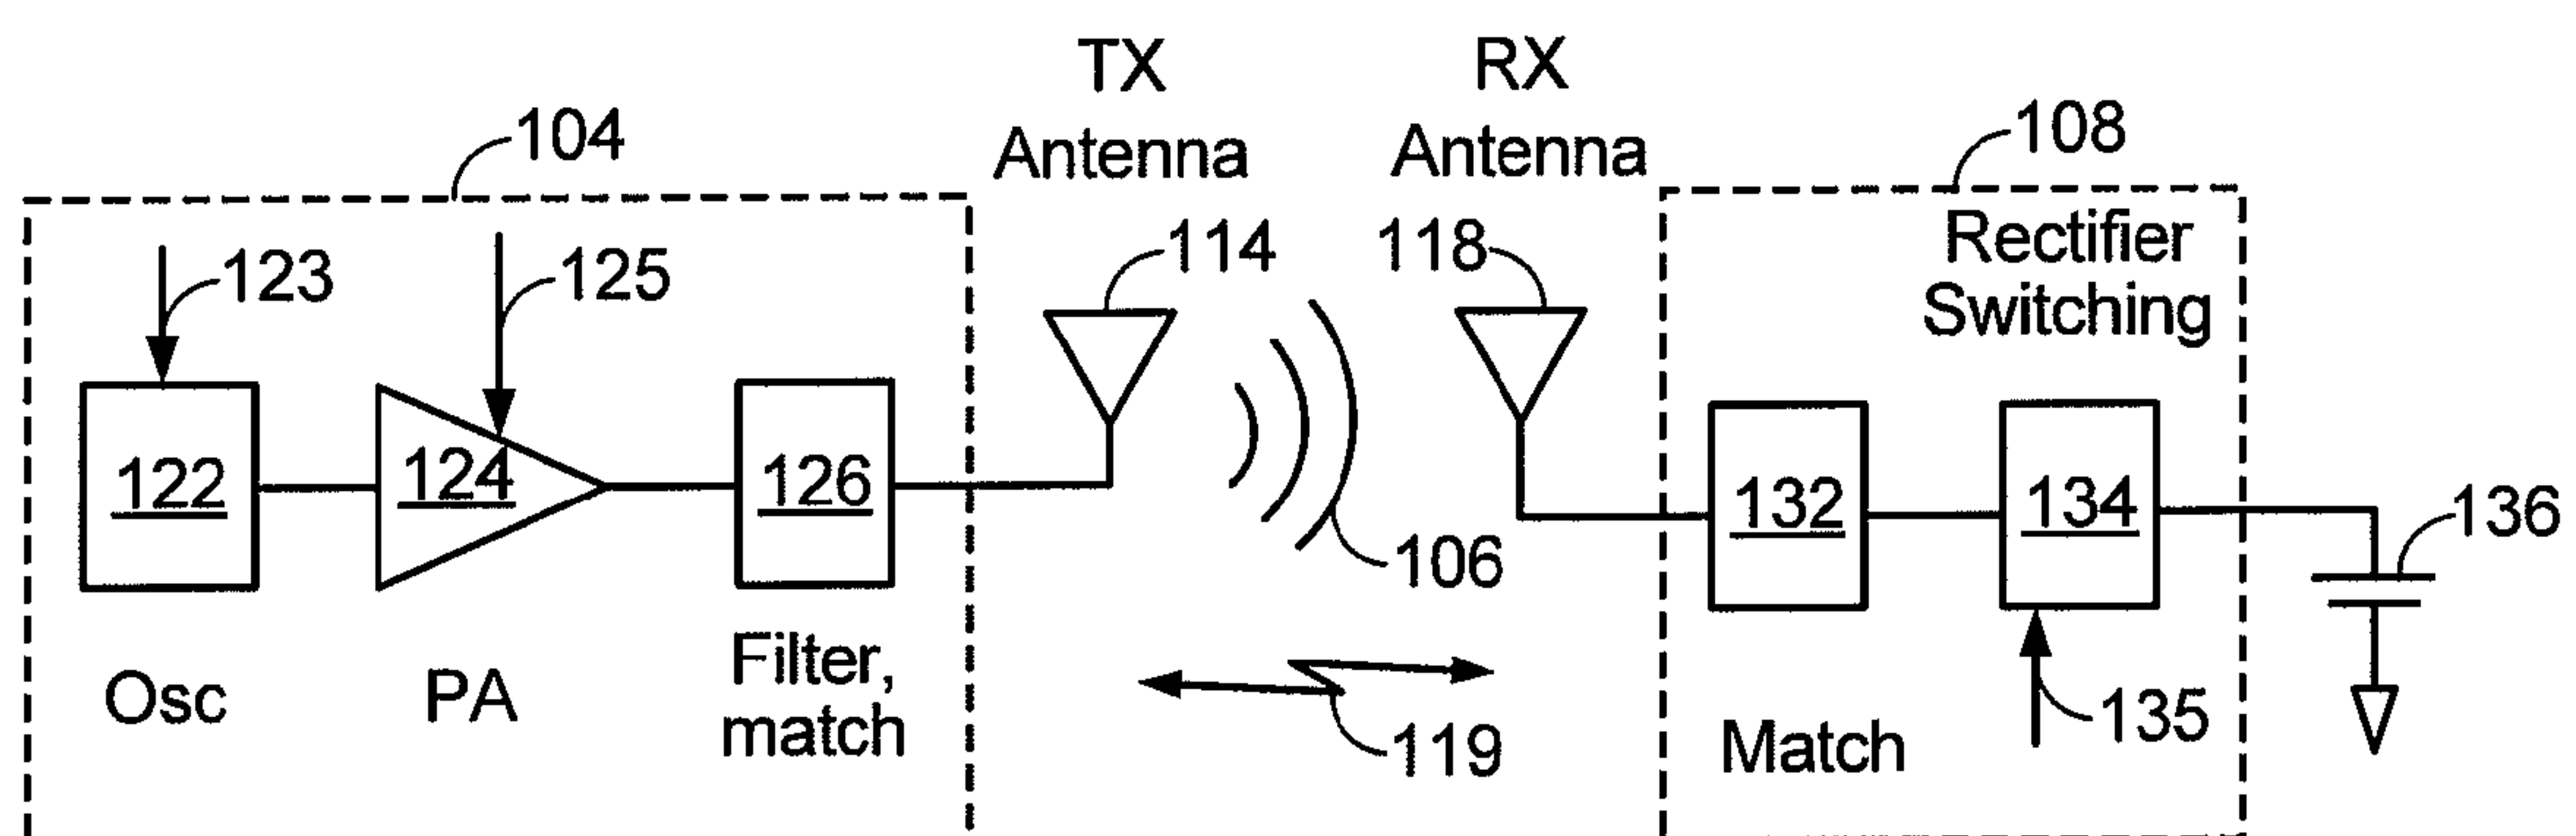 TX
Antenna
RX
Antenna
104
108
Rectifier
Switching
123
125
114
118
122
124
126
132
134
136
106
Osc
PA
Filter,
match
119
Match
135